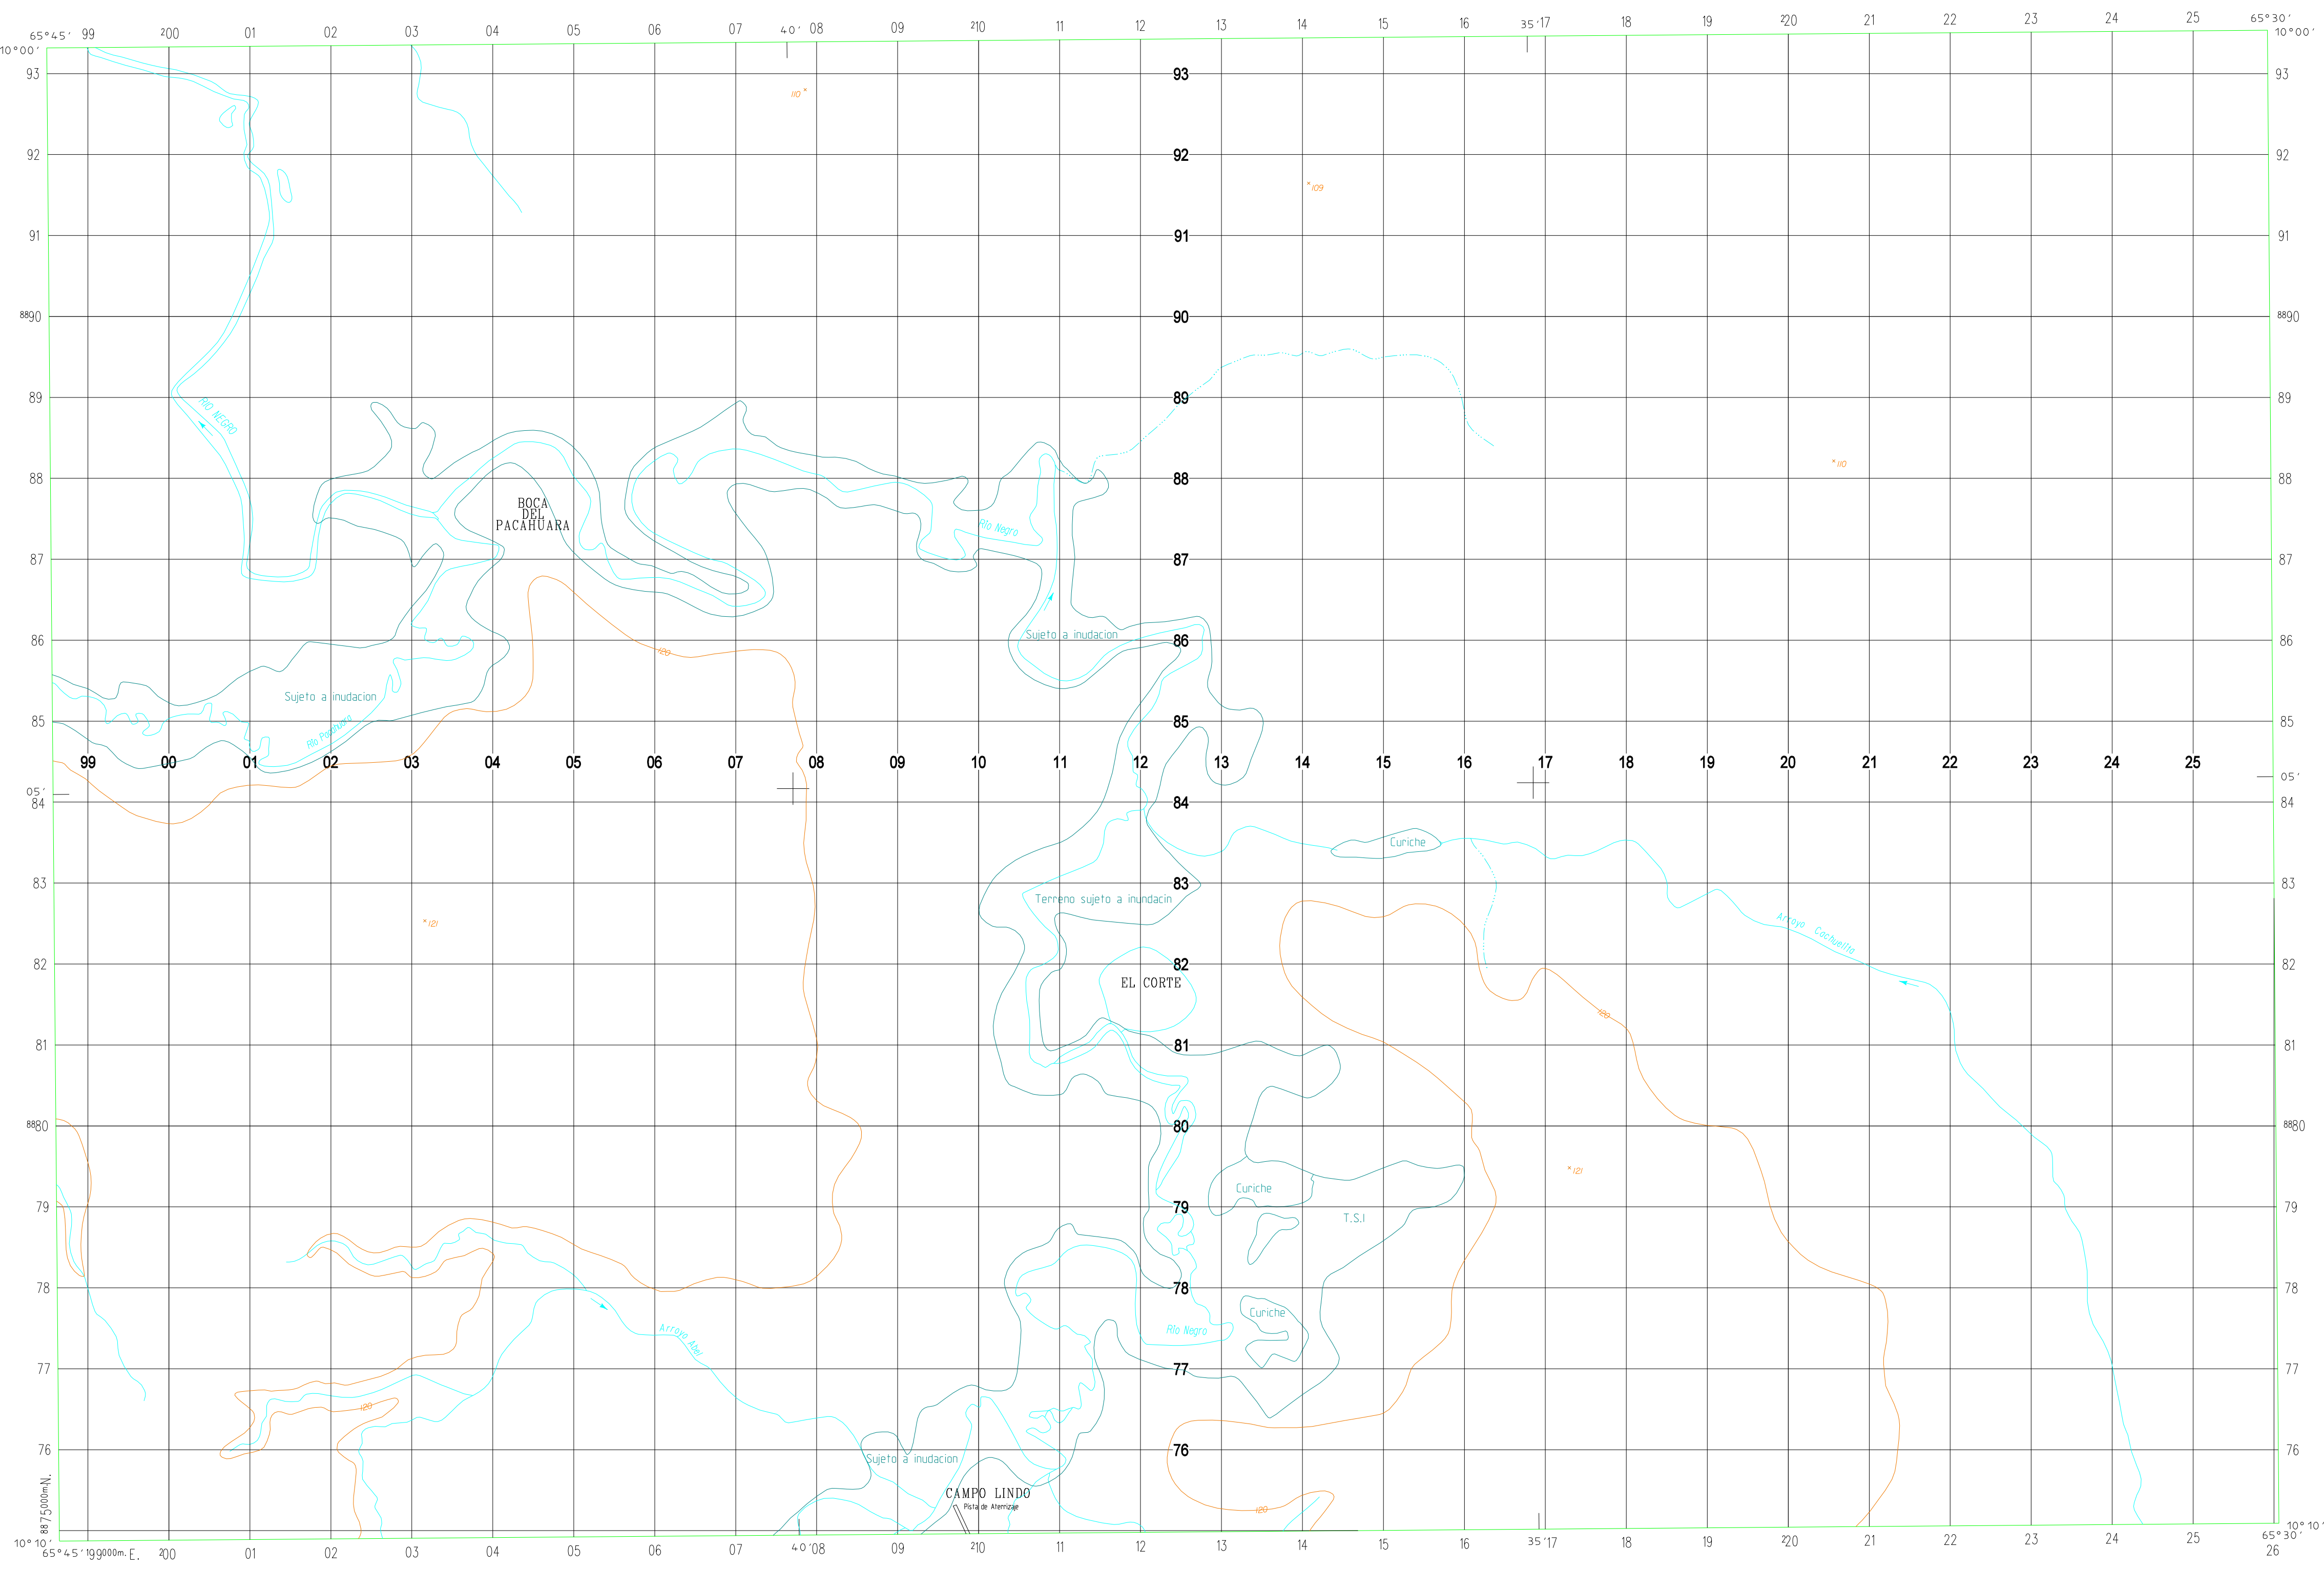 65°45' 99 200 01 02 03 04 05 06 07 40' 08 09 210 11 12 13 14 15 16 35' 17 18 19 220 21 22 23 24 25 65°30'
10°00' 10°00'
93 93 93
110
92 92 92
109
91 91 91
8890 90 8890
89 89 89
RIO NEGRO
88 88 110 88
BOCA
DEL
PACAHUARA
Río Negro
87 87 87
86 Sujeto a inudacion 86 86
120
Sujeto a inudacion
85 85 85
Río Pacahuara
99 00 01 02 03 04 05 06 07 08 09 10 11 12 13 14 15 16 17 18 19 20 21 22 23 24 25
05' 05'
84 84 84
Curiche
83 83 83
Terreno sujeto a inundacin
121
Arroyo Cachuelita
82 82 82
EL CORTE
120
81 81 81
8880 80 8880
121
Curiche
79 79 79
T.S.I
78 78 78
Curiche
Arroyo Abel
Río Negro
77 77 77
120
76 76 76
Sujeto a inudacion
CAMPO LINDO
Pista de Aterrizaje
120
8875000m.N.
10°10' 10°10'
65°45' 199000m.E. 200 01 02 03 04 05 06 07 40' 08 09 210 11 12 13 14 15 16 35' 17 18 19 220 21 22 23 24 25 65°30'
26